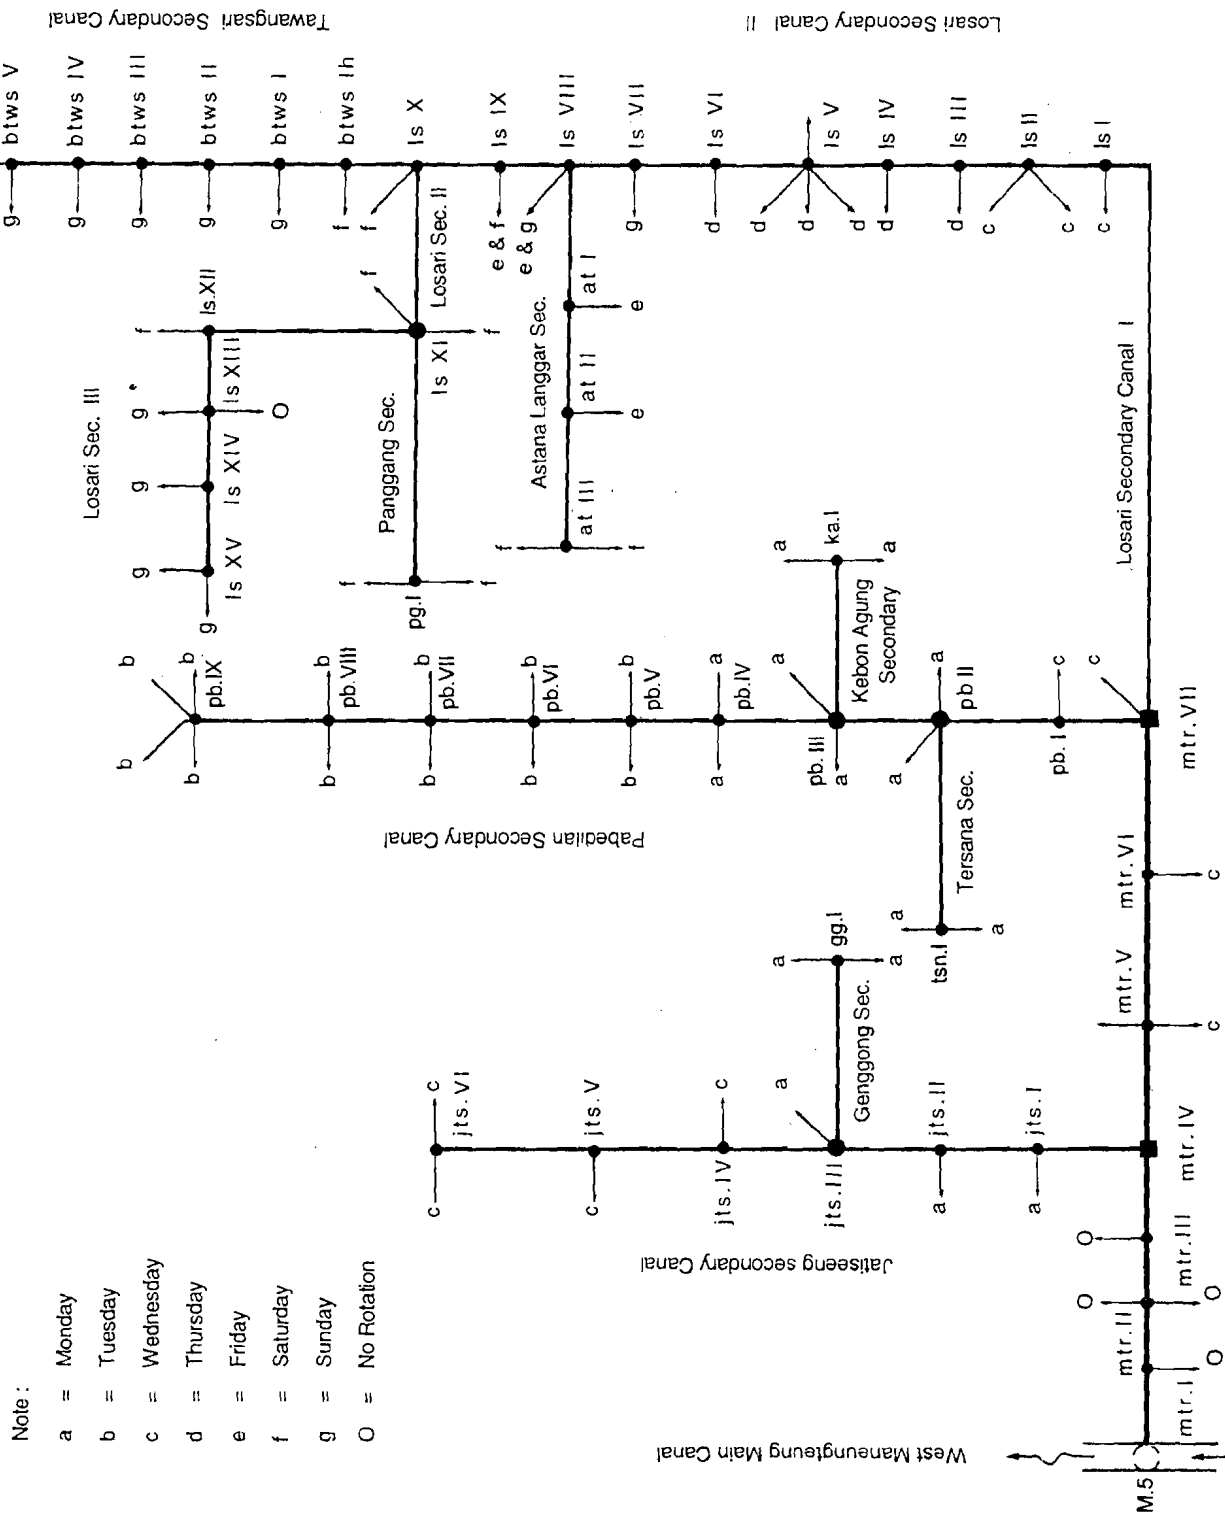 Note :
a = Monday
b = Tuesday
c = Wednesday
d = Thursday
e = Friday
f = Saturday
g = Sunday
O = No Rotation
West Maneungteung Main Canal
M.5
mtr.I
O
mtr.II
O
O
mtr.III
O
mtr.IV
mtr.V
c
mtr.VI
c
mtr.VII
c
Jatiseeng secondary Canal
jts.I
a
jts.II
a
jts.III
a
Genggong Sec.
gg.I
a
a
jts.IV
c
jts.V
c
jts.VI
c
c
Pabedilan Secondary Canal
pb.I
c
pb II
a
a
Tersana Sec.
tsn.I
a
a
pb. III
a
a
Kebon Agung
Secondary
ka.I
a
a
pb.IV
a
a
pb.V
b
b
pb.VI
b
b
pb.VII
b
b
pb.VIII
b
b
pb.IX
b
b
b
b
Losari Secondary Canal I
Losari Secondary Canal II
ls I
c
ls II
c
c
ls III
d
ls IV
d
ls V
d
d
d
ls VI
d
ls VII
g
ls VIII
e & g
Astana Langgar Sec.
at I
e
at II
e
at III
f
f
ls IX
e & f
ls X
f
Losari Sec. II
ls XI
f
f
Panggang Sec.
pg.I
f
f
Losari Sec. III
ls.XII
f
ls XIII
g
O
ls XIV
g
ls XV
g
g
Tawangsari Secondary Canal
btws Ih
f
btws I
g
btws II
g
btws III
g
btws IV
g
btws V
g